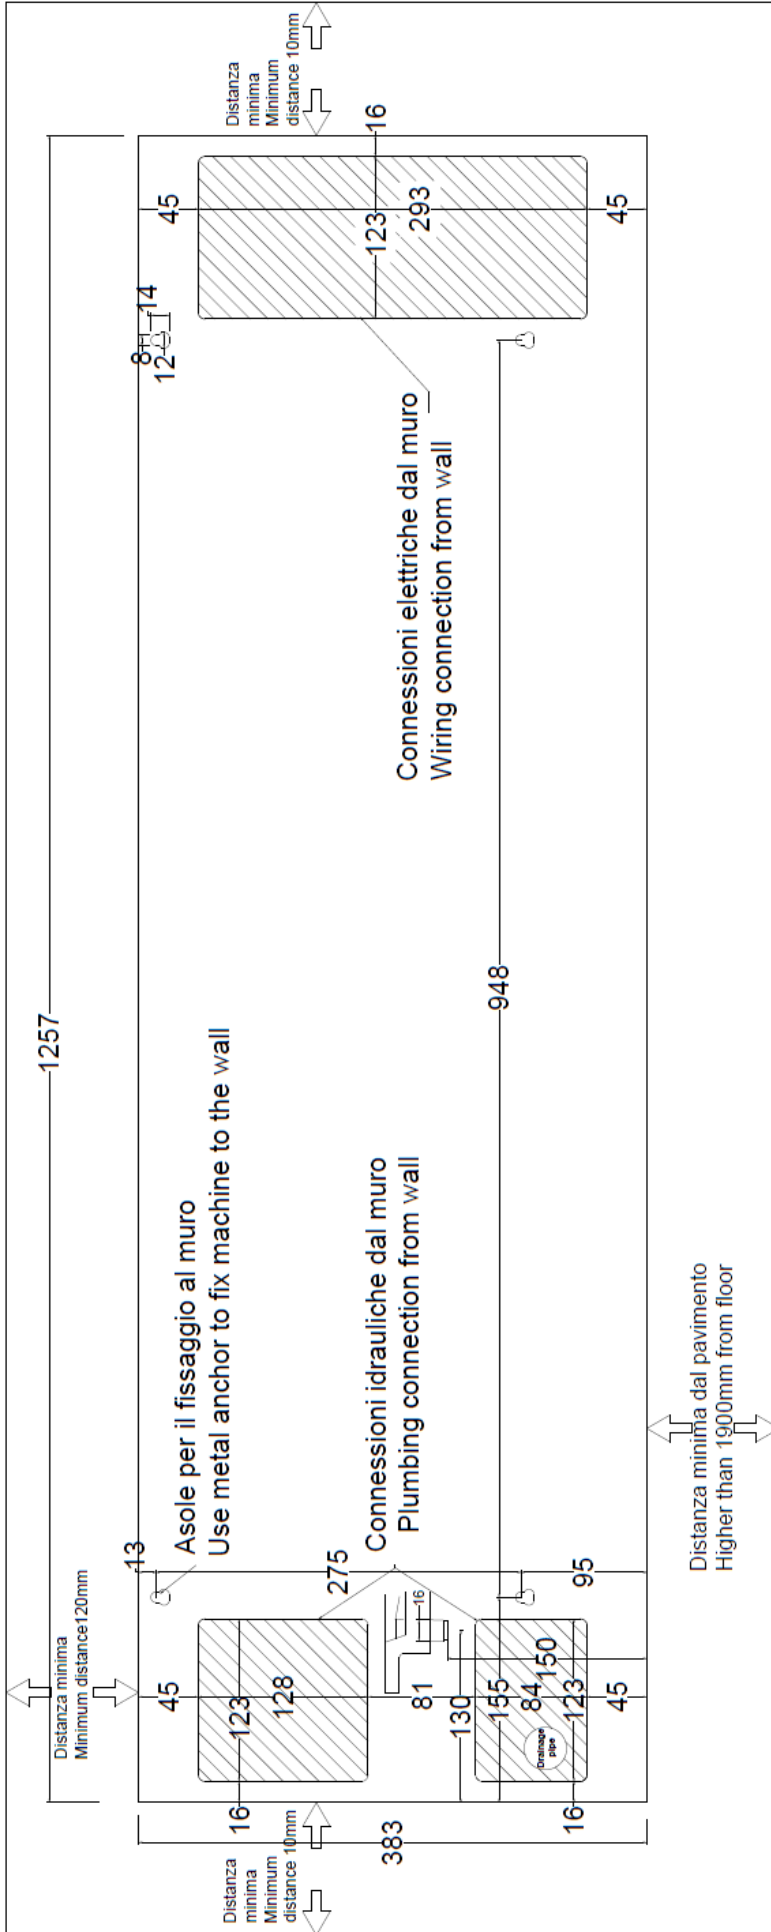 1257
Distanza minima
Minimum distance120mm
Distanza
minima
Minimum
distance 10mm
Distanza
minima
Minimum
distance 10mm
13
Asole per il fissaggio al muro
Use metal anchor to fix machine to the wall
8
14
12
45
45
16
123
128
275
16
123
293
383
Connessioni idrauliche dal muro
Plumbing connection from wall
Connessioni elettriche dal muro
Wiring connection from wall
16
81
130
155
948
84
150
Drainage
pipe
16
123
95
45
45
Distanza minima dal pavimento
Higher than 1900mm from floor